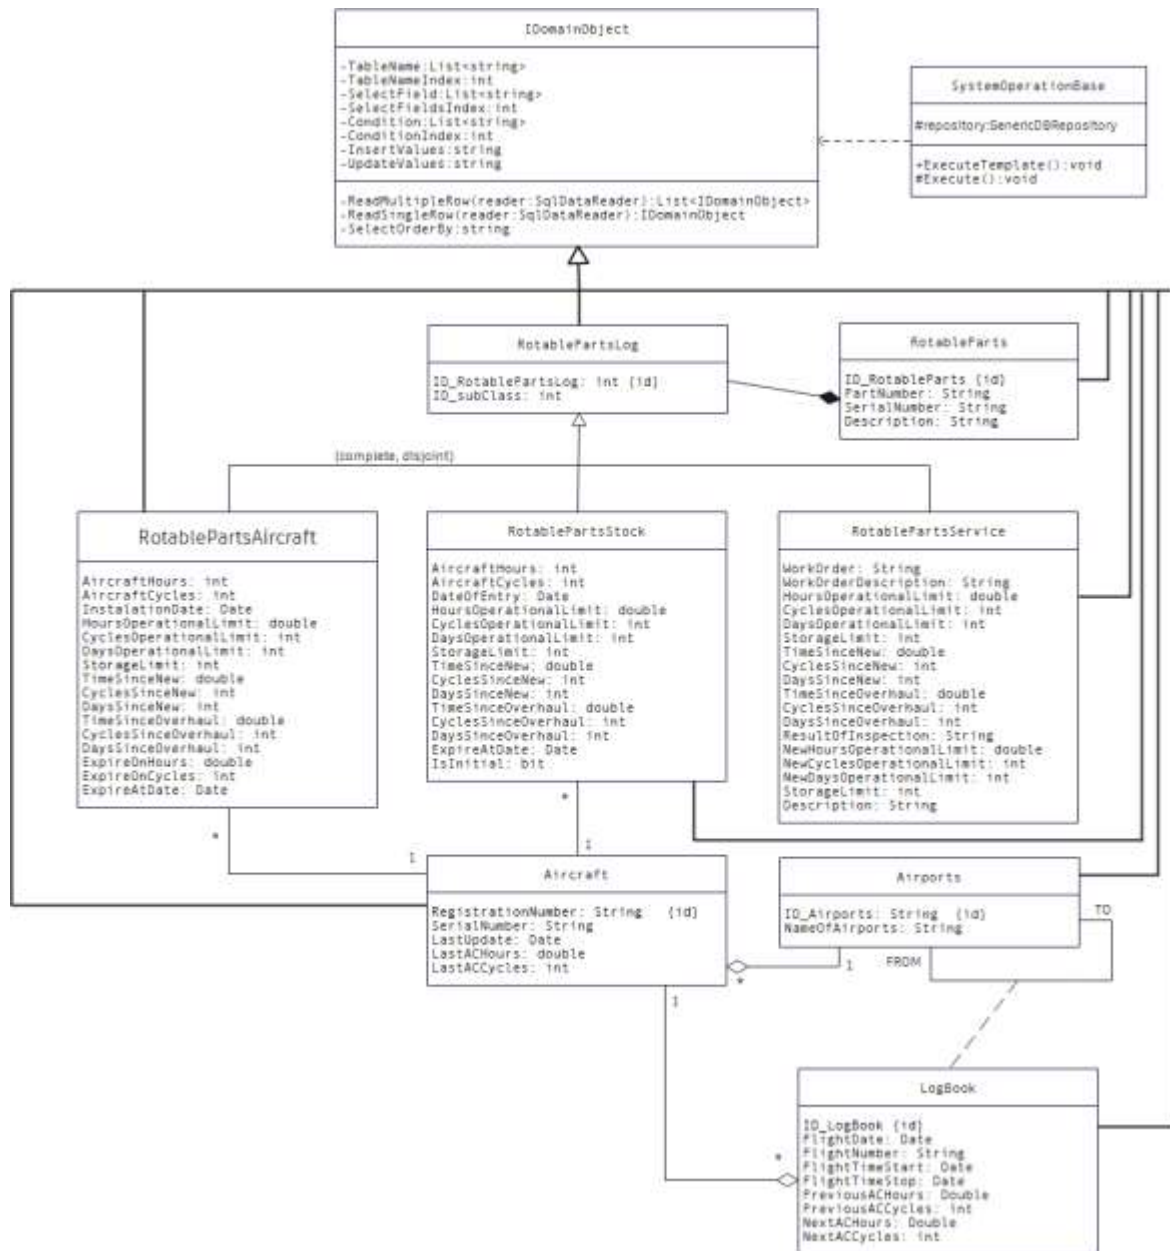 IDomainObject
-TableName:List<string>
-TableNameIndex:int
-SelectField:List<string>
-SelectFieldsIndex:int
-Condition:List<string>
-ConditionIndex:int
-InsertValues:string
-UpdateValues:string
-ReadMultipleRow(reader:SqlDataReader):List<IDomainObject>
-ReadSingleRow(reader:SqlDataReader):IDomainObject
-SelectOrderBy:string
SystemOperationBase
#repository:SenericDBRepository
+ExecuteTemplate():void
#Execute():void
RotablePartsLog
ID_RotablePartsLog: int {id}
ID_subClass: int
RotableParts
ID_RotableParts {id}
PartNumber: String
SerialNumber: String
Description: String
{complete, disjoint}
RotablePartsAircraft
AircraftHours: int
AircraftCycles: int
InstalationDate: Date
HoursOperationalLimit: double
CyclesOperationalLimit: int
DaysOperationalLimit: int
StorageLimit: int
TimeSinceNew: double
CyclesSinceNew: int
DaysSinceNew: int
TimeSinceOverhaul: double
CyclesSinceOverhaul: int
DaysSinceOverhaul: int
ExpireOnHours: double
ExpireOnCycles: int
ExpireAtDate: Date
RotablePartsStock
AircraftHours: int
AircraftCycles: int
DateOfEntry: Date
HoursOperationalLimit: double
CyclesOperationalLimit: int
DaysOperationalLimit: int
StorageLimit: int
TimeSinceNew: double
CyclesSinceNew: int
DaysSinceNew: int
TimeSinceOverhaul: double
CyclesSinceOverhaul: int
DaysSinceOverhaul: int
ExpireAtDate: Date
IsInitial: bit
RotablePartsService
WorkOrder: String
WorkOrderDescription: String
HoursOperationalLimit: double
CyclesOperationalLimit: int
DaysOperationalLimit: int
StorageLimit: int
TimeSinceNew: double
CyclesSinceNew: int
DaysSinceNew: int
TimeSinceOverhaul: double
CyclesSinceOverhaul: int
DaysSinceOverhaul: int
ResultOfInspection: String
NewHoursOperationalLimit: double
NewCyclesOperationalLimit: int
NewDaysOperationalLimit: int
StorageLimit: int
Description: String
*
1
*
1
Aircraft
RegistrationNumber: String {id}
SerialNumber: String
LastUpdate: Date
LastACHours: double
LastACCycles: int
Airports
ID_Airports: String {id}
NameOfAirports: String
TO
FROM
1
*
1
*
LogBook
ID_LogBook {id}
FlightDate: Date
FlightNumber: String
FlightTimeStart: Date
FlightTimeStop: Date
PreviousACHours: Double
PreviousACCycles: int
NextACHours: Double
NextACCycles: int